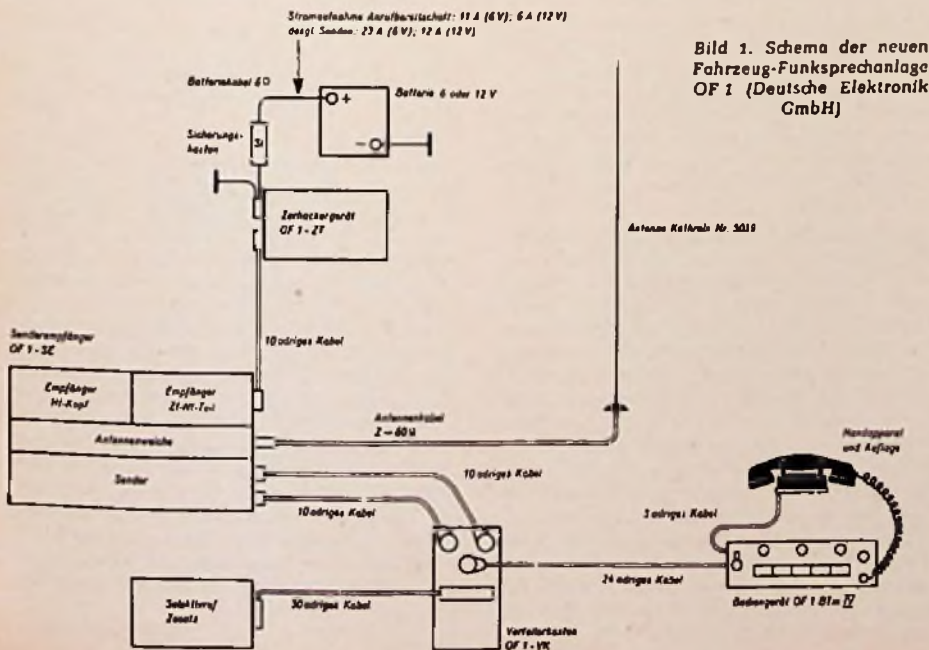 Stromaufnahme Anrufbereitschaft: 11 A (6 V); 6 A (12 V)
desgl. Senden: 23 A (6 V); 12 A (12 V)
Bild 1. Schema der neuen
Fahrzeug-Funksprechanlage
OF 1 (Deutsche Elektronik
GmbH)
Batteriekabel 6
+
Batterie 6 oder 12 V
Sicherungs-
kasten
Si
-
Zerhackergerät
OF 1 - ZT
Antenne Kathrein Nr.
10 adriges Kabel
Senderempfänger
OF 1 - SE
Empfänger
Hf-Kopf
Empfänger
Zf-Nf-Teil
Antennenweiche
Antennenkabel
Z = 60 Ω
Sender
10 adriges Kabel
10 adriges Kabel
Handapparat
und Auflage
3 adriges Kabel
24 adriges Kabel
Bediengerät OF 1 BTm IV
Selektivruf
Zusatz
30 adriges Kabel
Verteilerkasten
OF 1 - VK